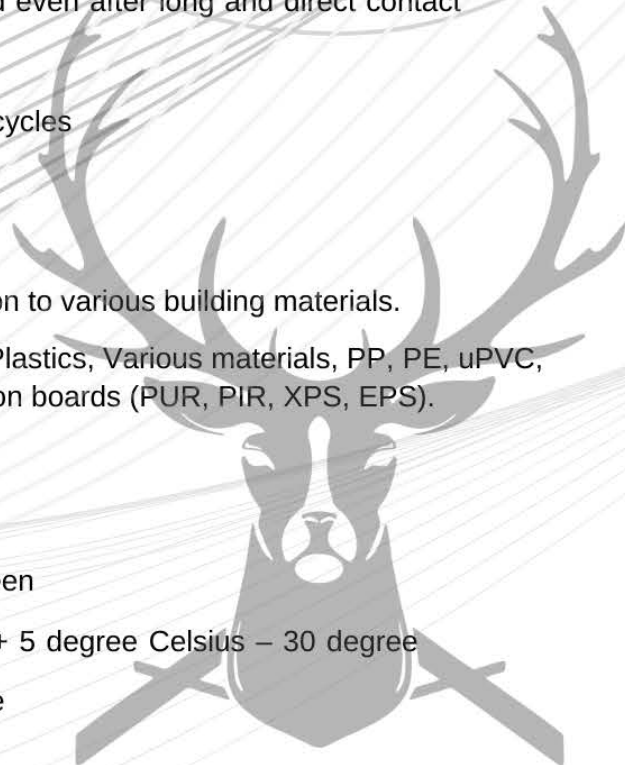 even after long and direct contact
cycles
on to various building materials.
Plastics, Various materials, PP, PE, uPVC,
on boards (PUR, PIR, XPS, EPS).
en
+ 5 degree Celsius – 30 degree
e